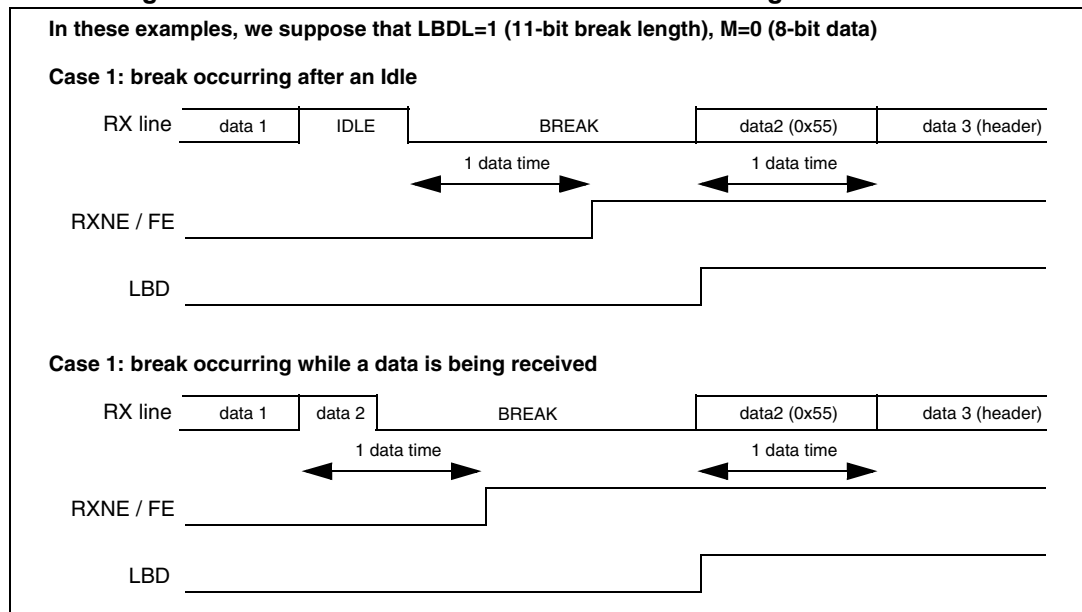 In these examples, we suppose that LBDL=1 (11-bit break length), M=0 (8-bit data)
Case 1: break occurring after an Idle
RX line data 1 IDLE BREAK data2 (0x55) data 3 (header)
1 data time 1 data time
RXNE / FE
LBD
Case 1: break occurring while a data is being received
RX line data 1 data 2 BREAK data2 (0x55) data 3 (header)
1 data time 1 data time
RXNE / FE
LBD